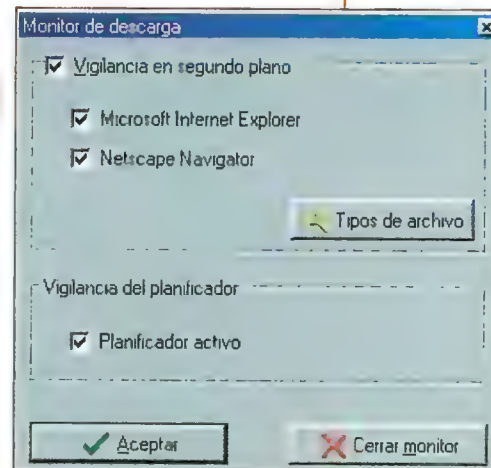 Monitor de descarga
Vigilancia en segundo plano
Microsoft Internet Explorer
Netscape Navigator
Tipos de archivo
Vigilancia del planificador
Planificador activo
Aceptar
Cerrar monitor